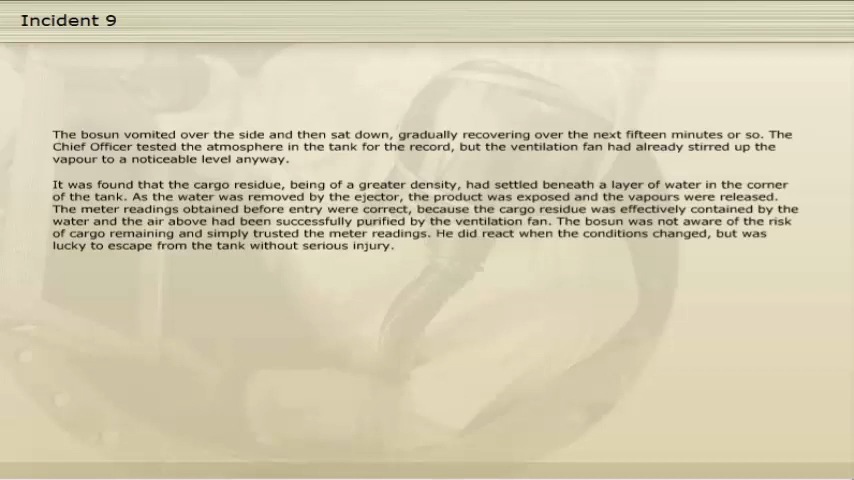 Incident 9
The bosun vomited over the side and then sat down, gradually recovering over the next fifteen minutes or so. The
Chief Officer tested the atmosphere in the tank for the record, but the ventilation fan had already stirred up the
vapour to a noticeable level anyway.
It was found that the cargo residue, being of a greater density, had settled beneath a layer of water in the corner
of the tank. As the water was removed by the ejector, the product was exposed and the vapours were released.
The meter readings obtained before entry were correct, because the cargo residue was effectively contained by the
water and the air above had been successfully purified by the ventilation fan. The bosun was not aware of the risk
of cargo remaining and simply trusted the meter readings. He did react when the conditions changed, but was
lucky to escape from the tank without serious injury.